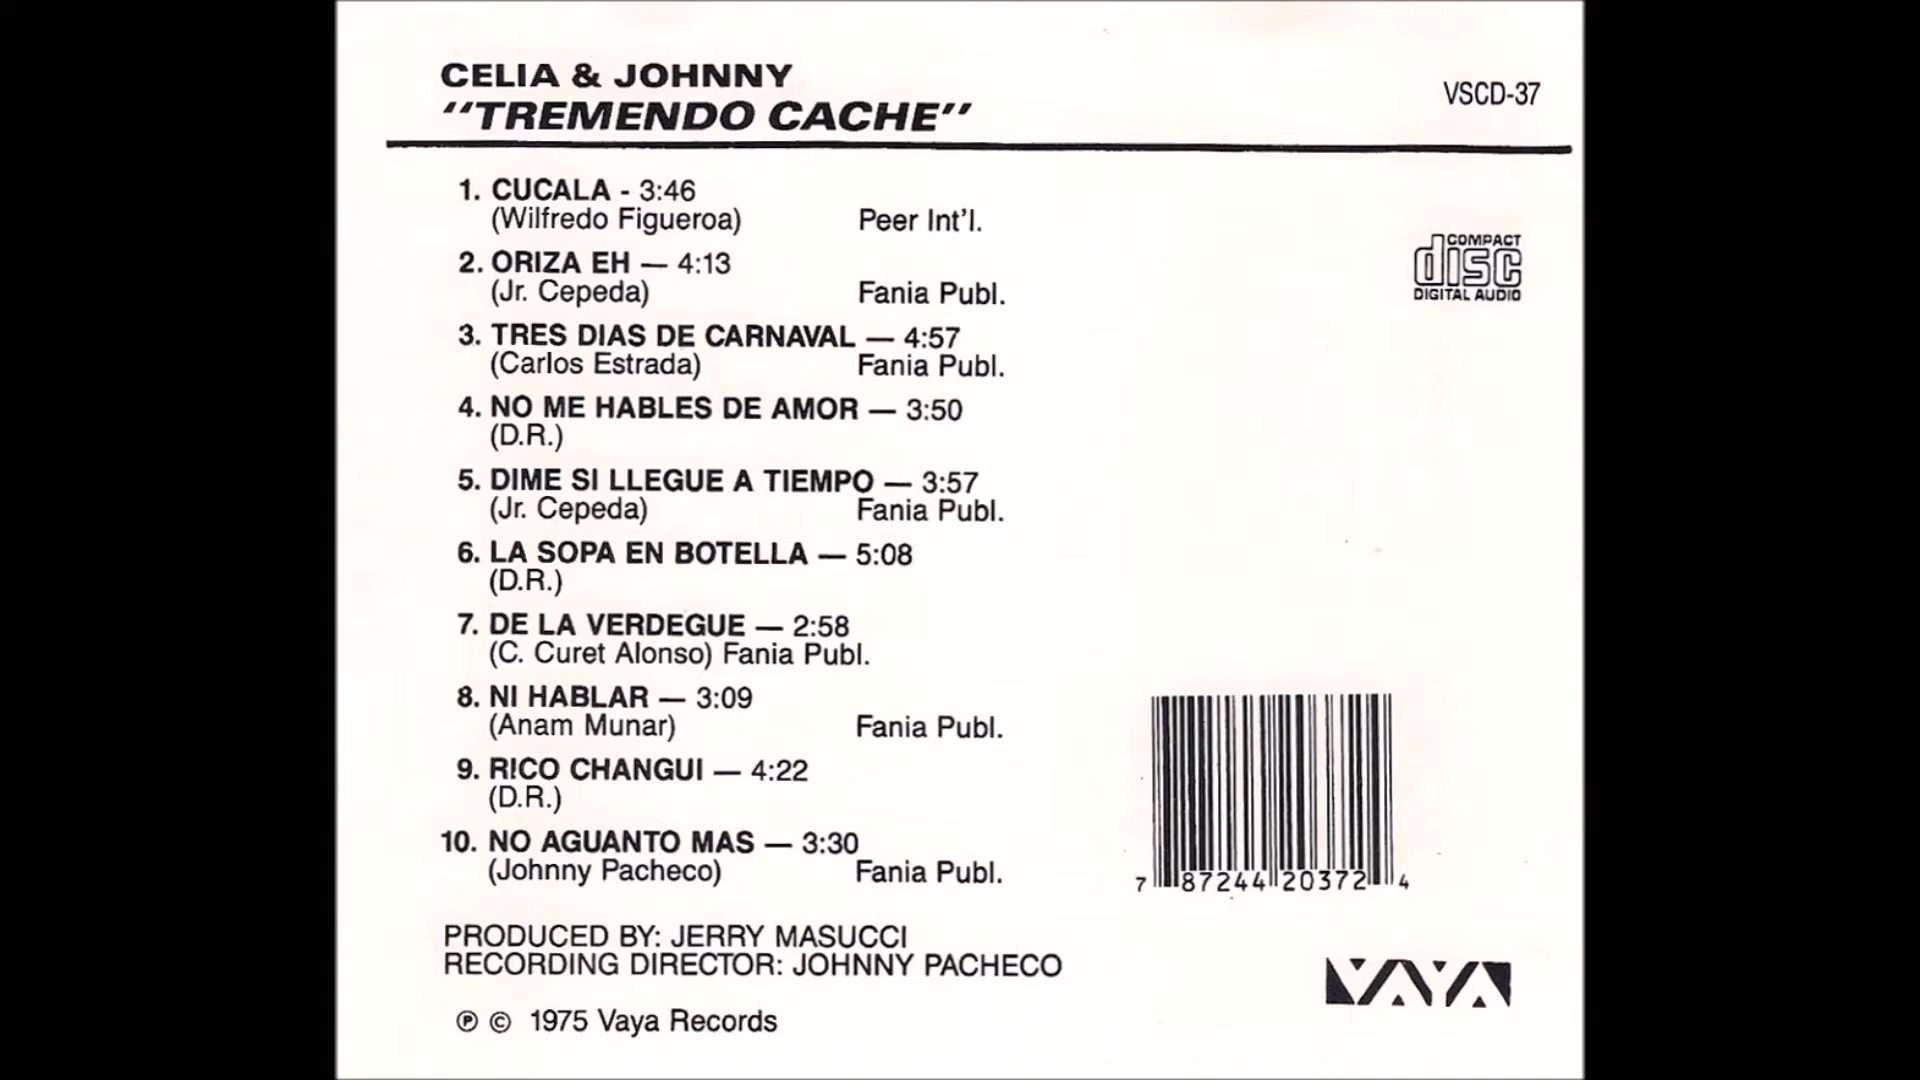 CELIA & JOHNNY
"TREMENDO CACHE"
VSCD-37
1. CUCALA - 3:46
(Wilfredo Figueroa) Peer Int'l.
2. ORIZA EH — 4:13
(Jr. Cepeda) Fania Publ.
3. TRES DIAS DE CARNAVAL — 4:57
(Carlos Estrada) Fania Publ.
4. NO ME HABLES DE AMOR — 3:50
(D.R.)
5. DIME SI LLEGUE A TIEMPO — 3:57
(Jr. Cepeda) Fania Publ.
6. LA SOPA EN BOTELLA — 5:08
(D.R.)
7. DE LA VERDEGUE — 2:58
(C. Curet Alonso) Fania Publ.
8. NI HABLAR — 3:09
(Anam Munar) Fania Publ.
9. RICO CHANGUI — 4:22
(D.R.)
10. NO AGUANTO MAS — 3:30
(Johnny Pacheco) Fania Publ.
COMPACT
disc
DIGITAL AUDIO
7 87244 20372 4
PRODUCED BY: JERRY MASUCCI
RECORDING DIRECTOR: JOHNNY PACHECO
℗ © 1975 Vaya Records
VAYA